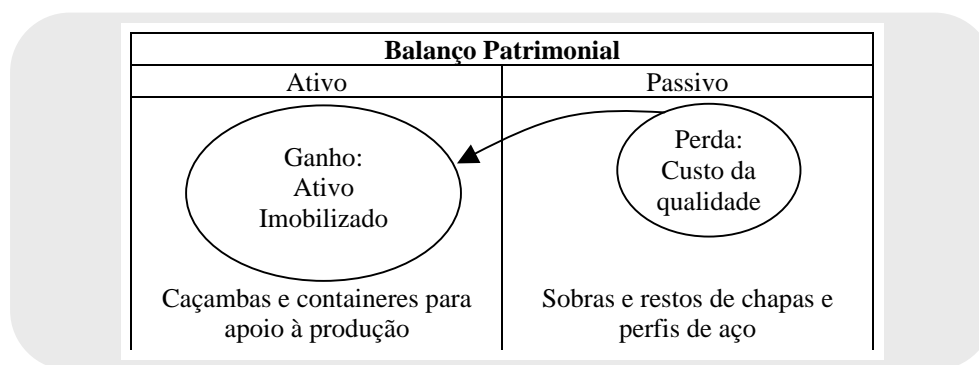 Balanço Patrimonial
Ativo
Passivo
Ganho:
Ativo
Imobilizado
Perda:
Custo da
qualidade
Caçambas e containeres para
apoio à produção
Sobras e restos de chapas e
perfis de aço